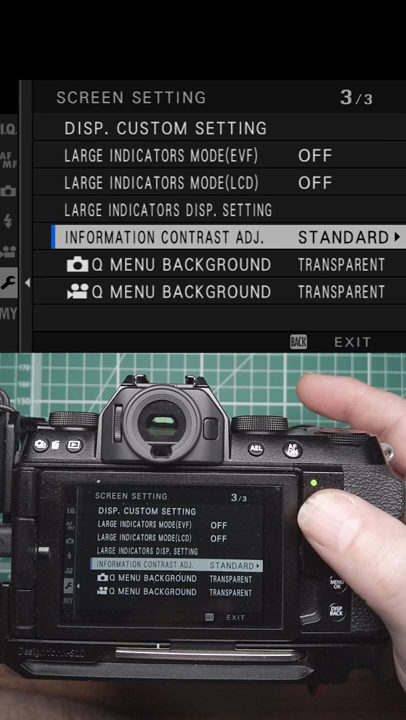 SCREEN SETTING 3/3
I.Q.
DISP. CUSTOM SETTING
AF
MF
LARGE INDICATORS MODE(EVF) OFF
LARGE INDICATORS MODE(LCD) OFF
LARGE INDICATORS DISP. SETTING
INFORMATION CONTRAST ADJ. STANDARD
Q MENU BACKGROUND TRANSPARENT
Q MENU BACKGROUND TRANSPARENT
MY
BACK EXIT
AEL
AF ON
SCREEN SETTING 3/3
DISP. CUSTOM SETTING
LARGE INDICATORS MODE(EVF) OFF
LARGE INDICATORS MODE(LCD) OFF
LARGE INDICATORS DISP. SETTING
INFORMATION CONTRAST ADJ. STANDARD
Q MENU BACKGROUND TRANSPARENT
Q MENU BACKGROUND TRANSPARENT
MY
EXIT
MENU
OK
DISP
BACK